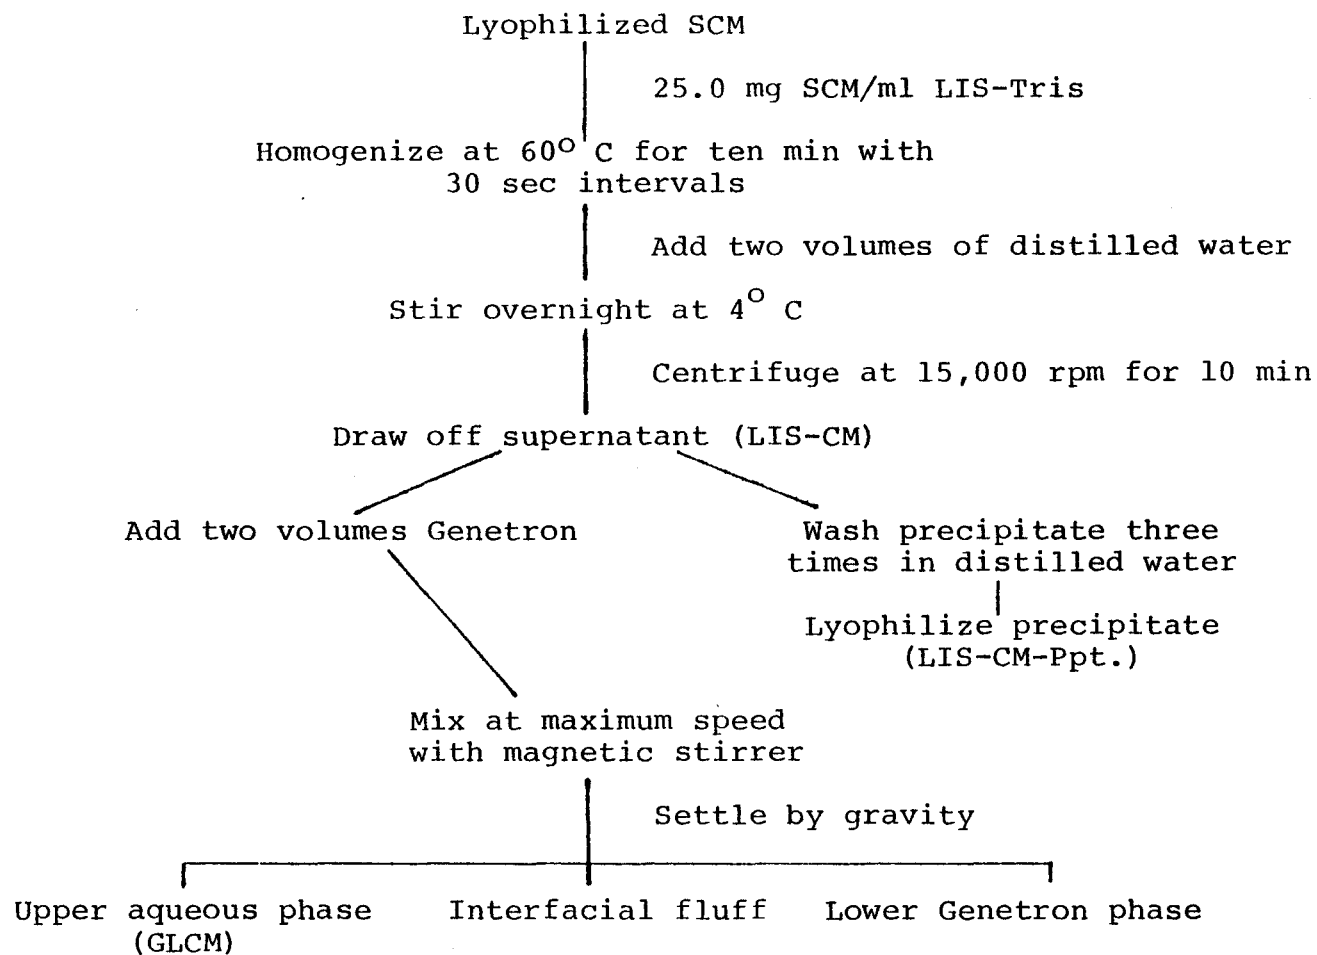 Lyophilized SCM
25.0 mg SCM/ml LIS-Tris
Homogenize at 60° C for ten min with
30 sec intervals
Add two volumes of distilled water
Stir overnight at 4° C
Centrifuge at 15,000 rpm for 10 min
Draw off supernatant (LIS-CM)
Add two volumes Genetron
Wash precipitate three
times in distilled water
Lyophilize precipitate
(LIS-CM-Ppt.)
Mix at maximum speed
with magnetic stirrer
Settle by gravity
Upper aqueous phase
(GLCM)
Interfacial fluff
Lower Genetron phase